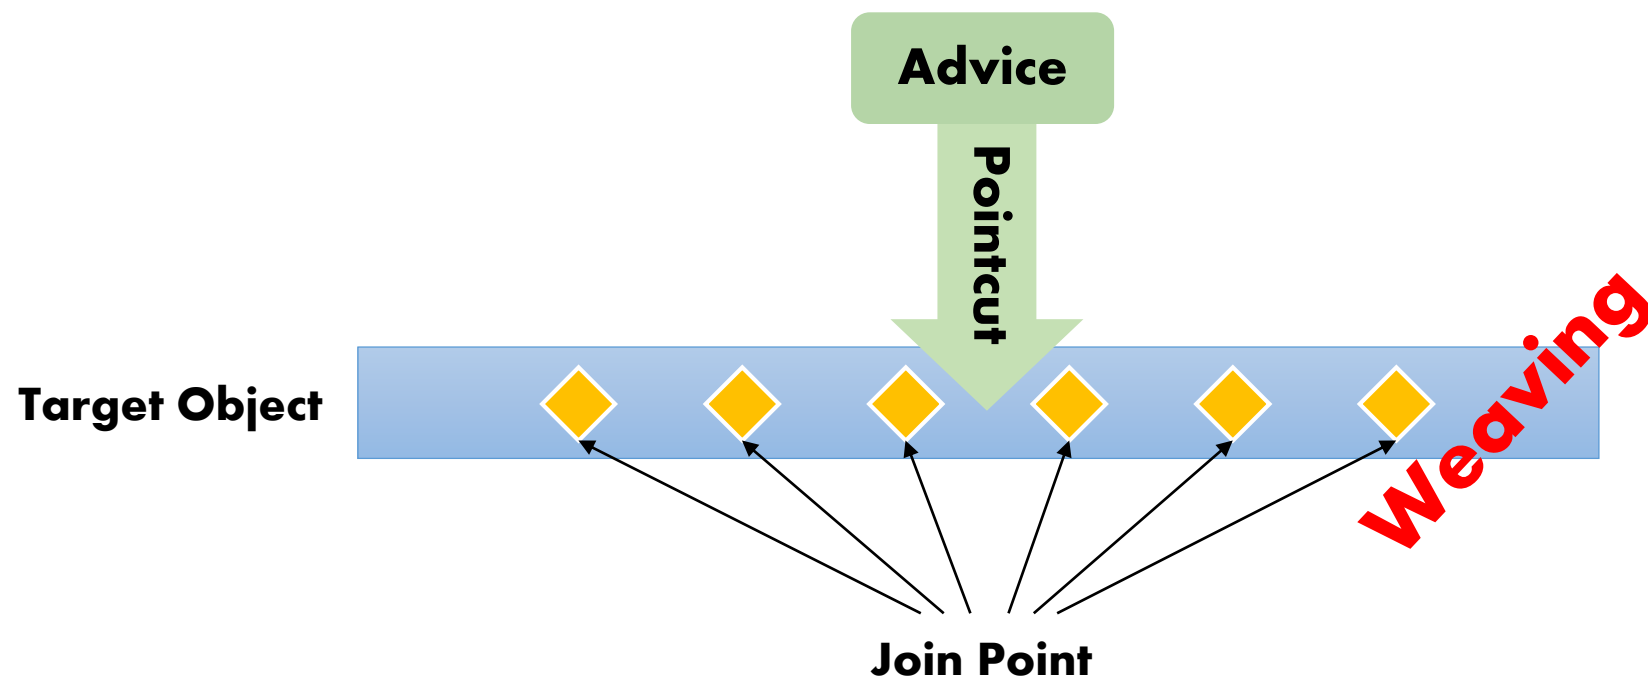 Advice
Pointcut
Weaving
Target Object
Join Point